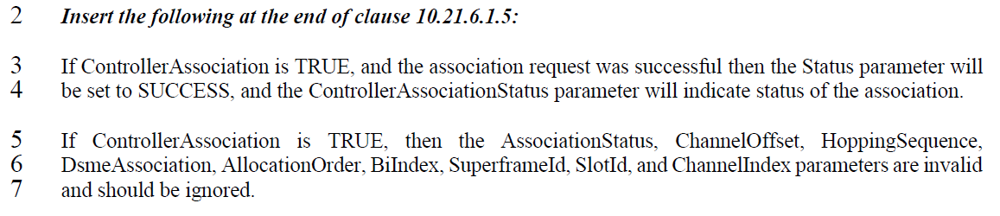 2 Insert the following at the end of clause 10.21.6.1.5:
3 If ControllerAssociation is TRUE, and the association request was successful then the Status parameter will
4 be set to SUCCESS, and the ControllerAssociationStatus parameter will indicate status of the association.
5 If ControllerAssociation is TRUE, then the AssociationStatus, ChannelOffset, HoppingSequence,
6 DsmeAssociation, AllocationOrder, BiIndex, SuperframeId, SlotId, and ChannelIndex parameters are invalid
7 and should be ignored.